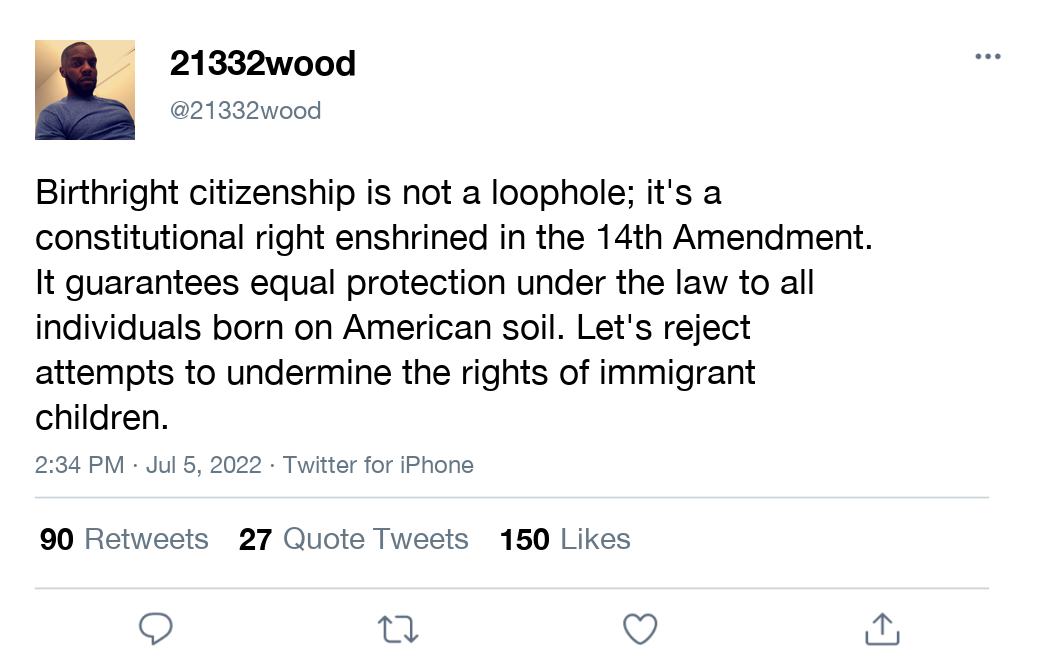 21332wood
@21332wood
Birthright citizenship is not a loophole; it's a
constitutional right enshrined in the 14th Amendment.
It guarantees equal protection under the law to all
individuals born on American soil. Let's reject
attempts to undermine the rights of immigrant
children.
2:34 PM · Jul 5, 2022 · Twitter for iPhone
90 Retweets 27 Quote Tweets 150 Likes